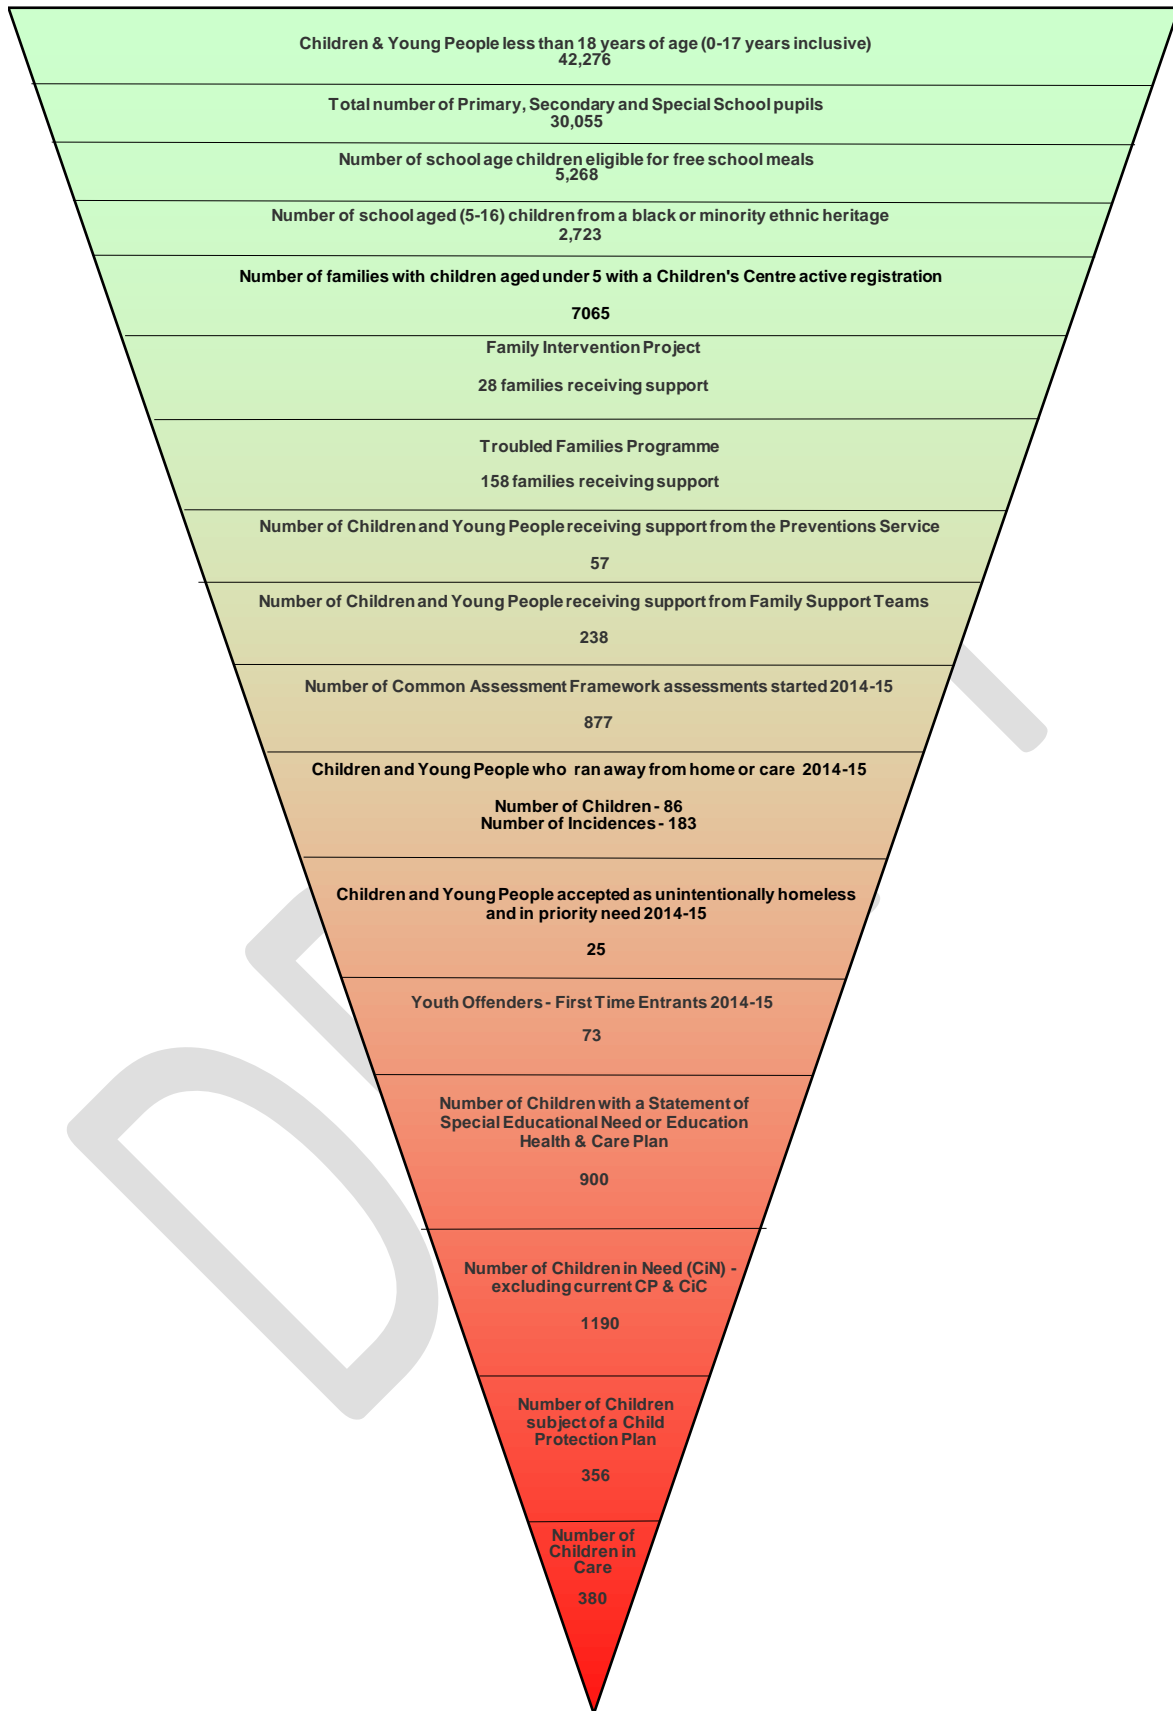 Children & Young People less than 18 years of age (0-17 years inclusive)
42,276
Total number of Primary, Secondary and Special School pupils
30,055
Number of school age children eligible for free school meals
5,268
Number of school aged (5-16) children from a black or minority ethnic heritage
2,723
Number of families with children aged under 5 with a Children's Centre active registration
7065
Family Intervention Project
28 families receiving support
Troubled Families Programme
158 families receiving support
Number of Children and Young People receiving support from the Preventions Service
57
Number of Children and Young People receiving support from Family Support Teams
238
Number of Common Assessment Framework assessments started 2014-15
877
Children and Young People who ran away from home or care 2014-15
Number of Children - 86
Number of Incidences - 183
Children and Young People accepted as unintentionally homeless
and in priority need 2014-15
25
Youth Offenders - First Time Entrants 2014-15
73
Number of Children with a Statement of
Special Educational Need or Education
Health & Care Plan
900
Number of Children in Need (CiN) -
excluding current CP & CiC
1190
Number of Children
subject of a Child
Protection Plan
356
Number of
Children in
Care
380